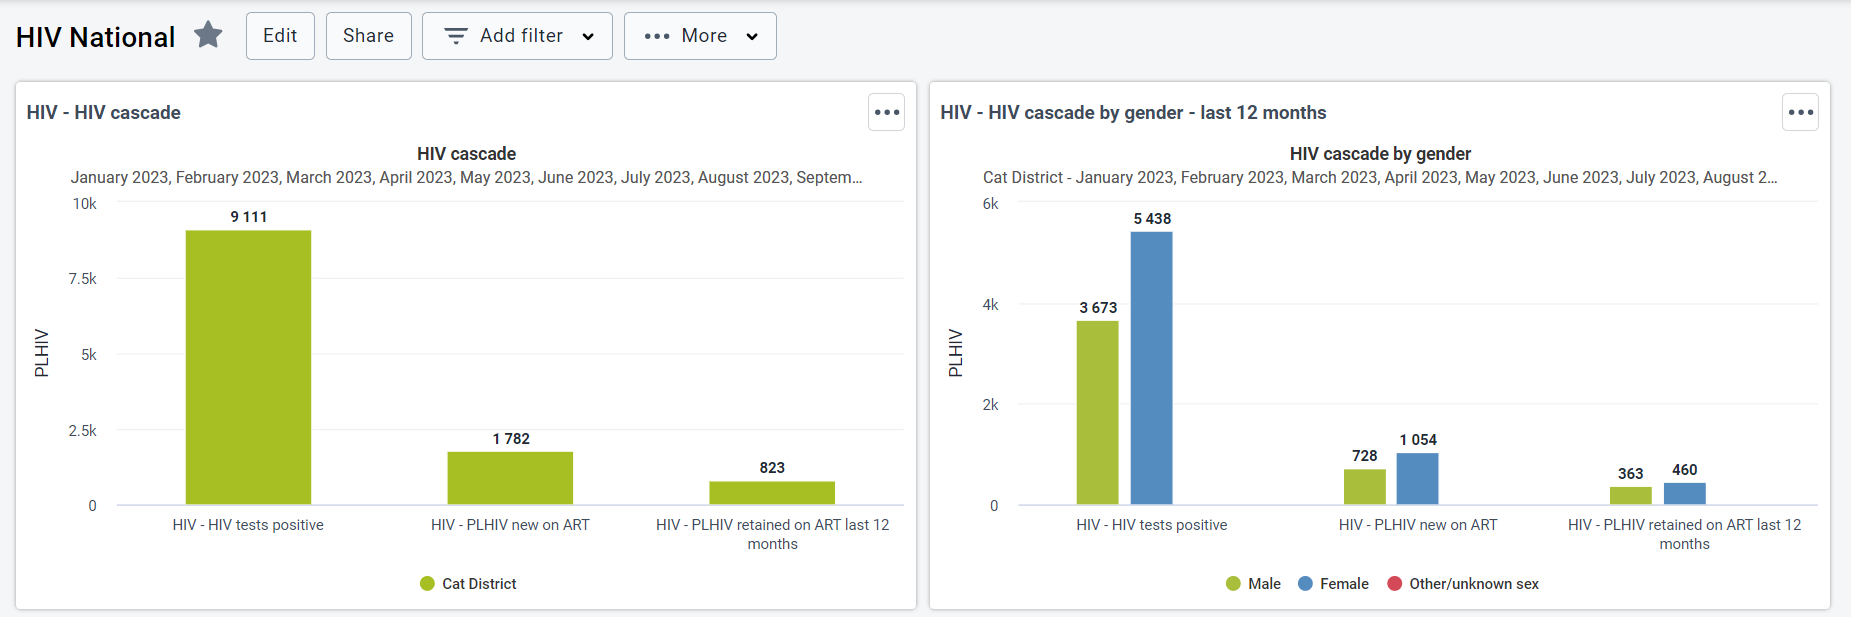 HIV National
Edit
Share
Add filter
More
HIV - HIV cascade
HIV cascade
January 2023, February 2023, March 2023, April 2023, May 2023, June 2023, July 2023, August 2023, Septem...
PLHIV
10k
7.5k
5k
2.5k
0
9 111
1 782
823
HIV - HIV tests positive
HIV - PLHIV new on ART
HIV - PLHIV retained on ART last 12
months
Cat District
HIV - HIV cascade by gender - last 12 months
HIV cascade by gender
Cat District - January 2023, February 2023, March 2023, April 2023, May 2023, June 2023, July 2023, August 2...
PLHIV
6k
4k
2k
0
3 673
5 438
728
1 054
363
460
HIV - HIV tests positive
HIV - PLHIV new on ART
HIV - PLHIV retained on ART last 12
months
Male
Female
Other/unknown sex